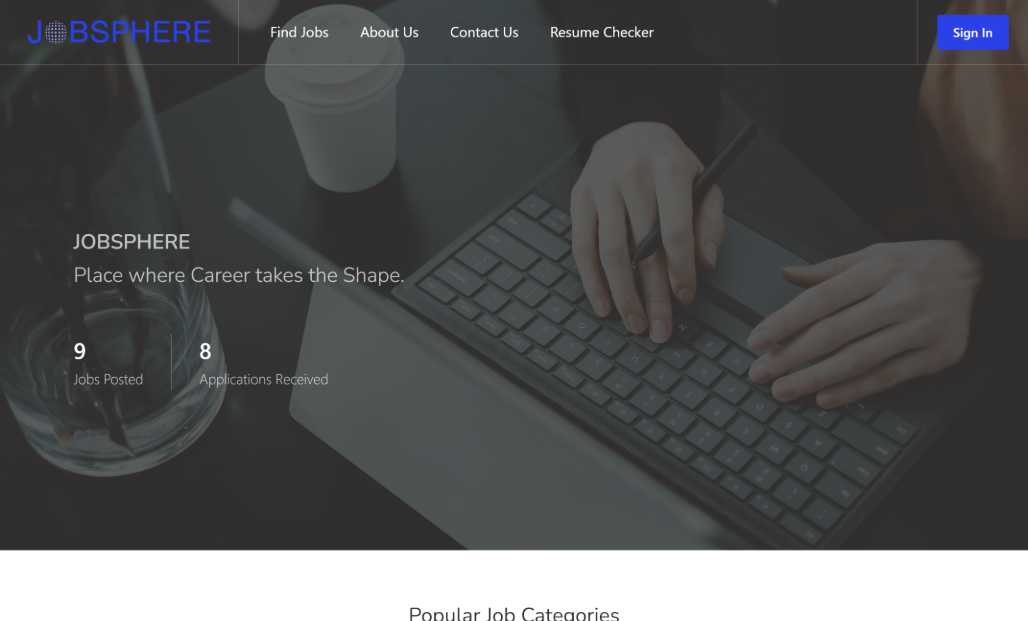 JOBSPHERE
Find Jobs
About Us
Contact Us
Resume Checker
Sign In
JOBSPHERE
Place where Career takes the Shape.
9
Jobs Posted
8
Applications Received
Popular Job Categories